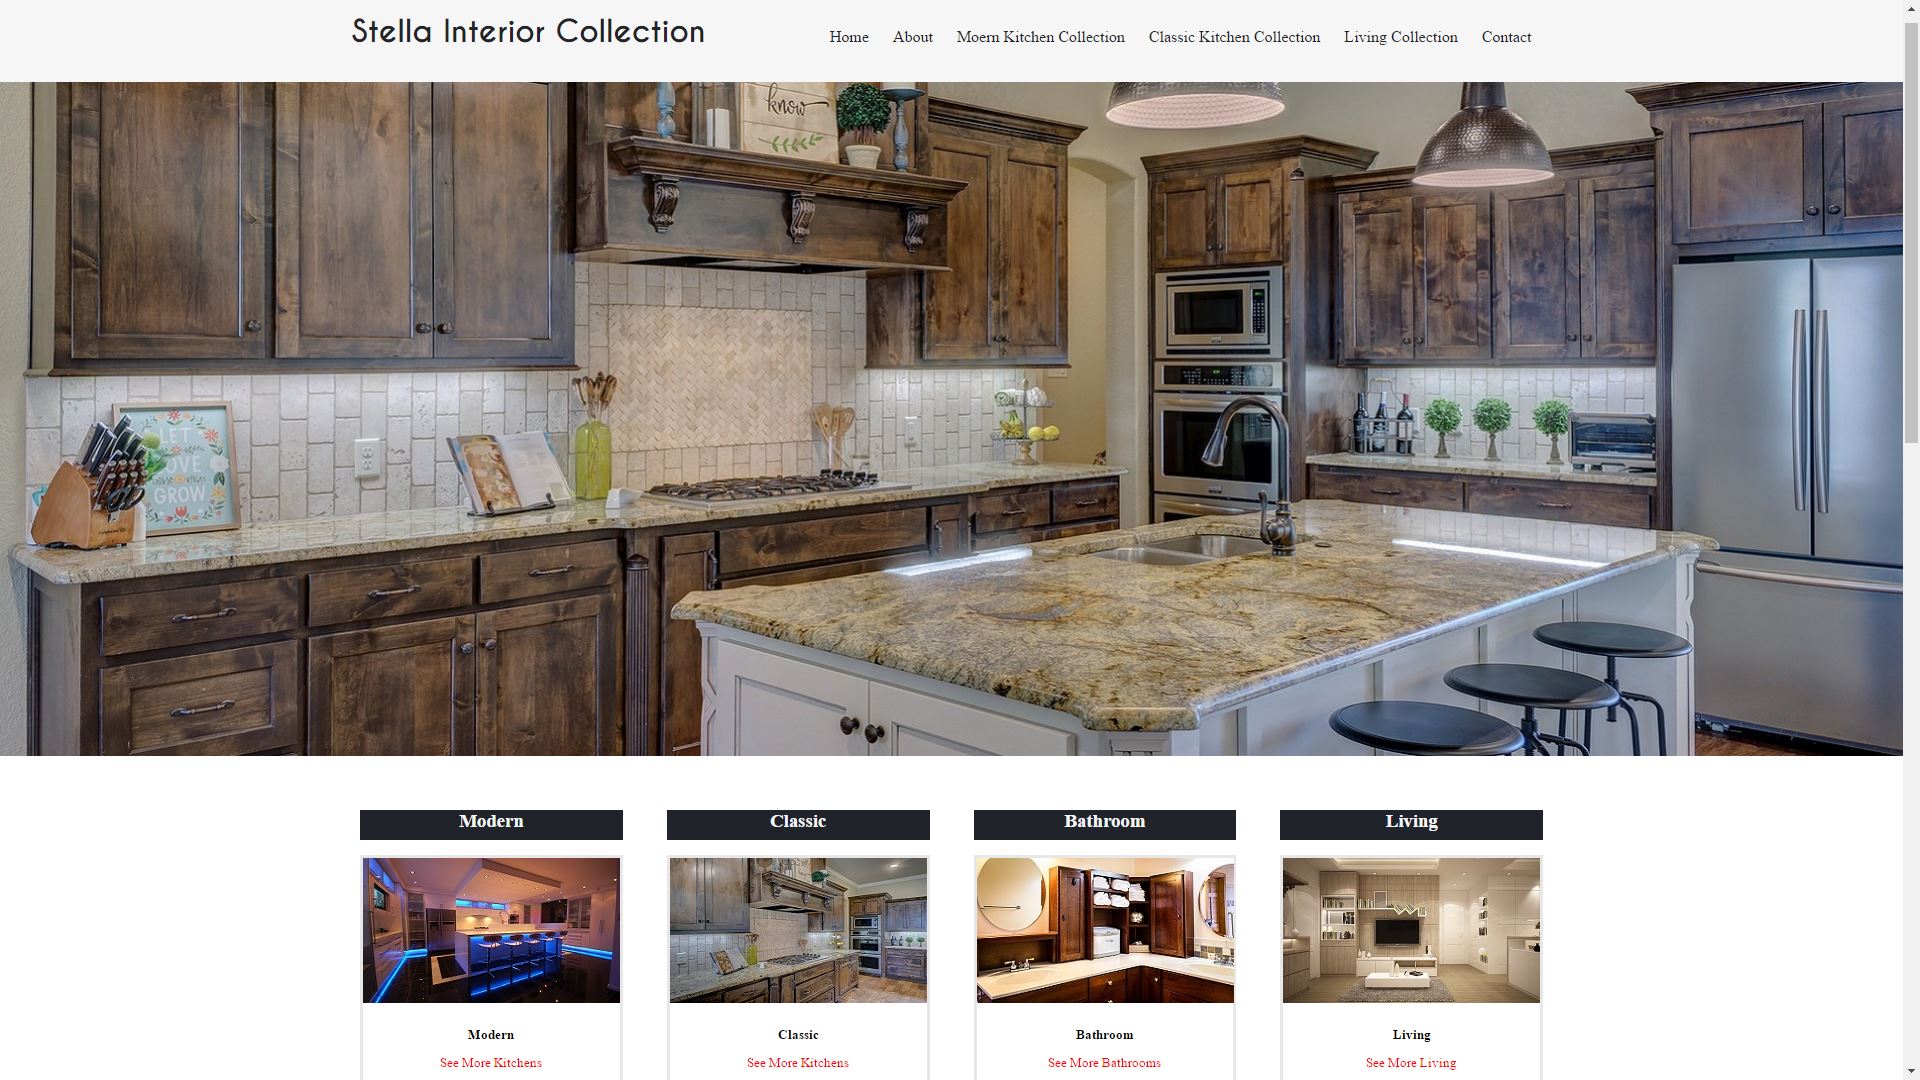 Stella Interior Collection
Home About Moern Kitchen Collection Classic Kitchen Collection Living Collection Contact
know
LET
LOVE
GROW
Modern Classic Bathroom Living
Modern Classic Bathroom Living
See More Kitchens See More Kitchens See More Bathrooms See More Living